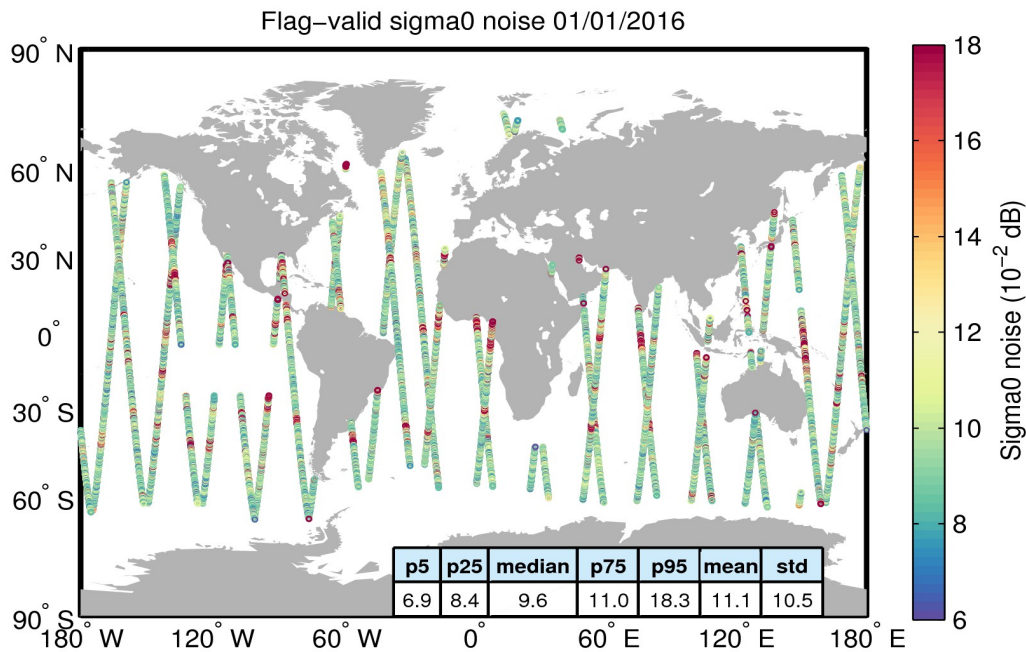 Flag−valid sigma0 noise 01/01/2016
90° N
60° N
30° N
0°
30° S
60° S
90° S
180° W
120° W
60° W
0°
60° E
120° E
180° E
p5 p25 median p75 p95 mean std
6.9 8.4 9.6 11.0 18.3 11.1 10.5
18
16
14
12
10
8
6
Sigma0 noise (10⁻² dB)